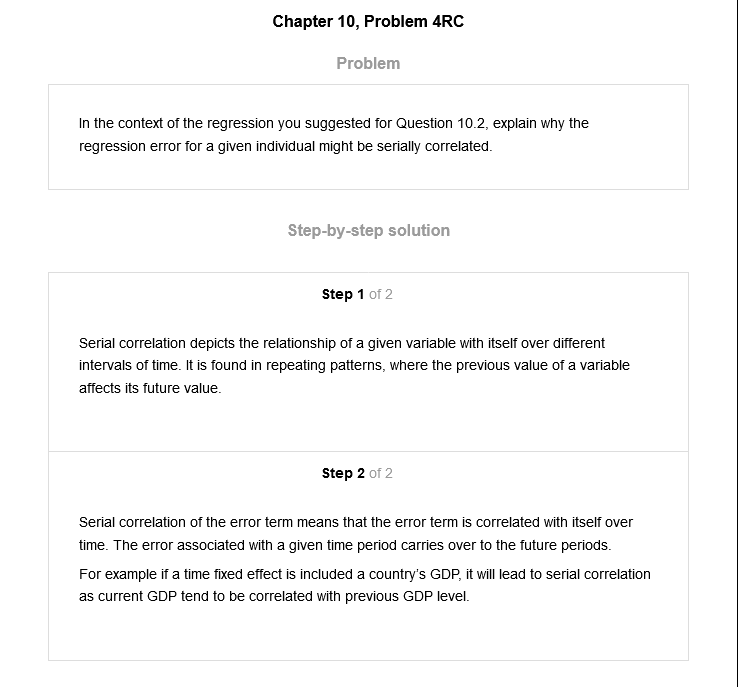 Chapter 10, Problem 4RC
Problem
In the context of the regression you suggested for Question 10.2, explain why the
regression error for a given individual might be serially correlated.
Step-by-step solution
Step 1 of 2
Serial correlation depicts the relationship of a given variable with itself over different
intervals of time. It is found in repeating patterns, where the previous value of a variable
affects its future value.
Step 2 of 2
Serial correlation of the error term means that the error term is correlated with itself over
time. The error associated with a given time period carries over to the future periods.
For example if a time fixed effect is included a country's GDP, it will lead to serial correlation
as current GDP tend to be correlated with previous GDP level.